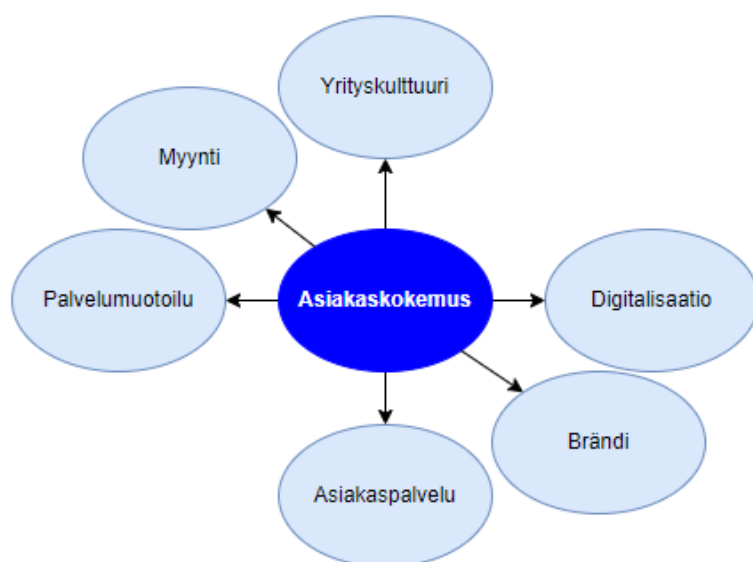 Yrityskulttuuri
Myynti
Palvelumuotoilu
Asiakaskokemus
Digitalisaatio
Brändi
Asiakaspalvelu